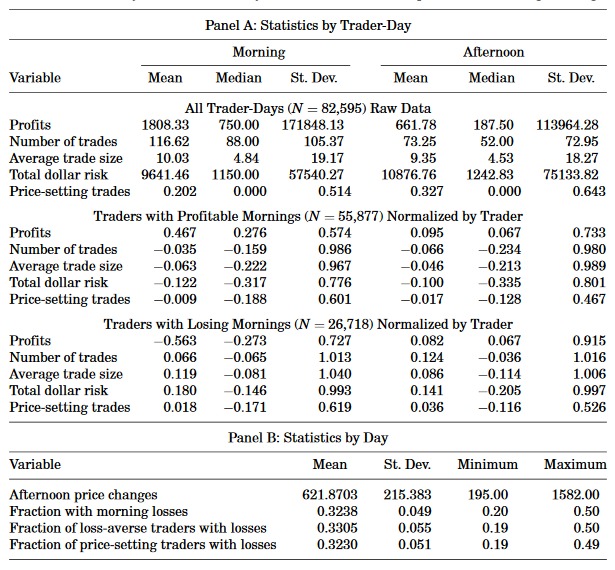 Panel A: Statistics by Trader-Day
Morning Afternoon
Variable Mean Median St. Dev. Mean Median St. Dev.
All Trader-Days (N = 82,595) Raw Data
Profits 1808.33 750.00 171848.13 661.78 187.50 113964.28
Number of trades 116.62 88.00 105.37 73.25 52.00 72.95
Average trade size 10.03 4.84 19.17 9.35 4.53 18.27
Total dollar risk 9641.46 1150.00 57540.27 10876.76 1242.83 75133.82
Price-setting trades 0.202 0.000 0.514 0.327 0.000 0.643
Traders with Profitable Mornings (N = 55,877) Normalized by Trader
Profits 0.467 0.276 0.574 0.095 0.067 0.733
Number of trades −0.035 −0.159 0.986 −0.066 −0.234 0.980
Average trade size −0.063 −0.222 0.967 −0.046 −0.213 0.989
Total dollar risk −0.122 −0.317 0.776 −0.100 −0.335 0.801
Price-setting trades −0.009 −0.188 0.601 −0.017 −0.128 0.467
Traders with Losing Mornings (N = 26,718) Normalized by Trader
Profits −0.563 −0.273 0.727 0.082 0.067 0.915
Number of trades 0.066 −0.065 1.013 0.124 −0.036 1.016
Average trade size 0.119 −0.081 1.040 0.086 −0.114 1.006
Total dollar risk 0.180 −0.146 0.993 0.141 −0.205 0.997
Price-setting trades 0.018 −0.171 0.619 0.036 −0.116 0.526
Panel B: Statistics by Day
Variable Mean St. Dev. Minimum Maximum
Afternoon price changes 621.8703 215.383 195.00 1582.00
Fraction with morning losses 0.3238 0.049 0.20 0.50
Fraction of loss-averse traders with losses 0.3305 0.055 0.19 0.50
Fraction of price-setting traders with losses 0.3230 0.051 0.19 0.49